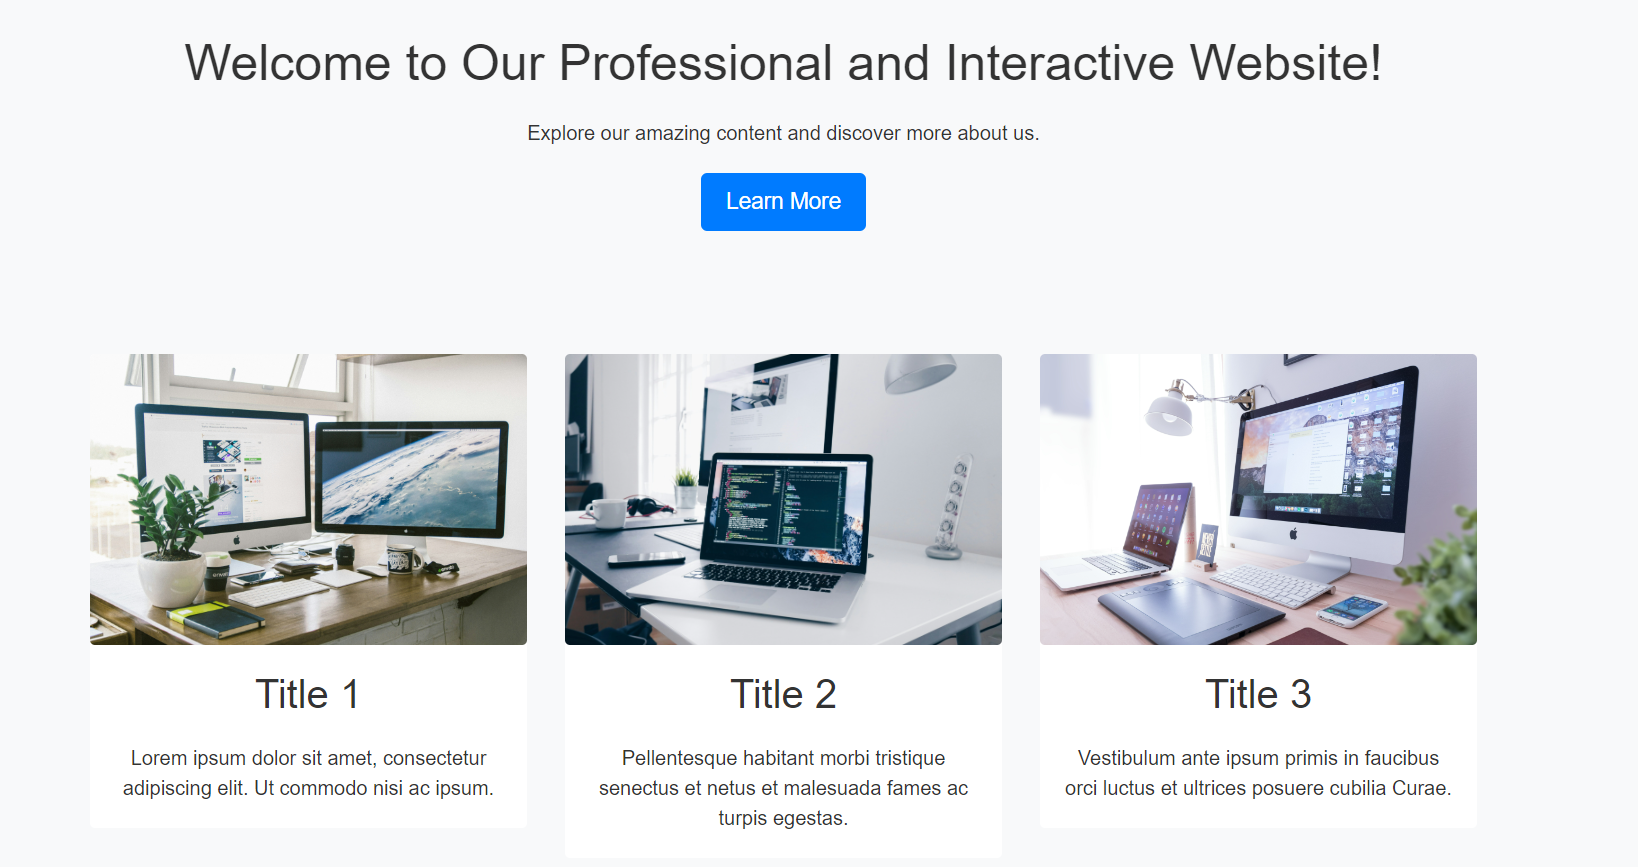 Welcome to Our Professional and Interactive Website!
Explore our amazing content and discover more about us.
Learn More
Title 1
Lorem ipsum dolor sit amet, consectetur
adipiscing elit. Ut commodo nisi ac ipsum.
Title 2
Pellentesque habitant morbi tristique
senectus et netus et malesuada fames ac
turpis egestas.
Title 3
Vestibulum ante ipsum primis in faucibus
orci luctus et ultrices posuere cubilia Curae.